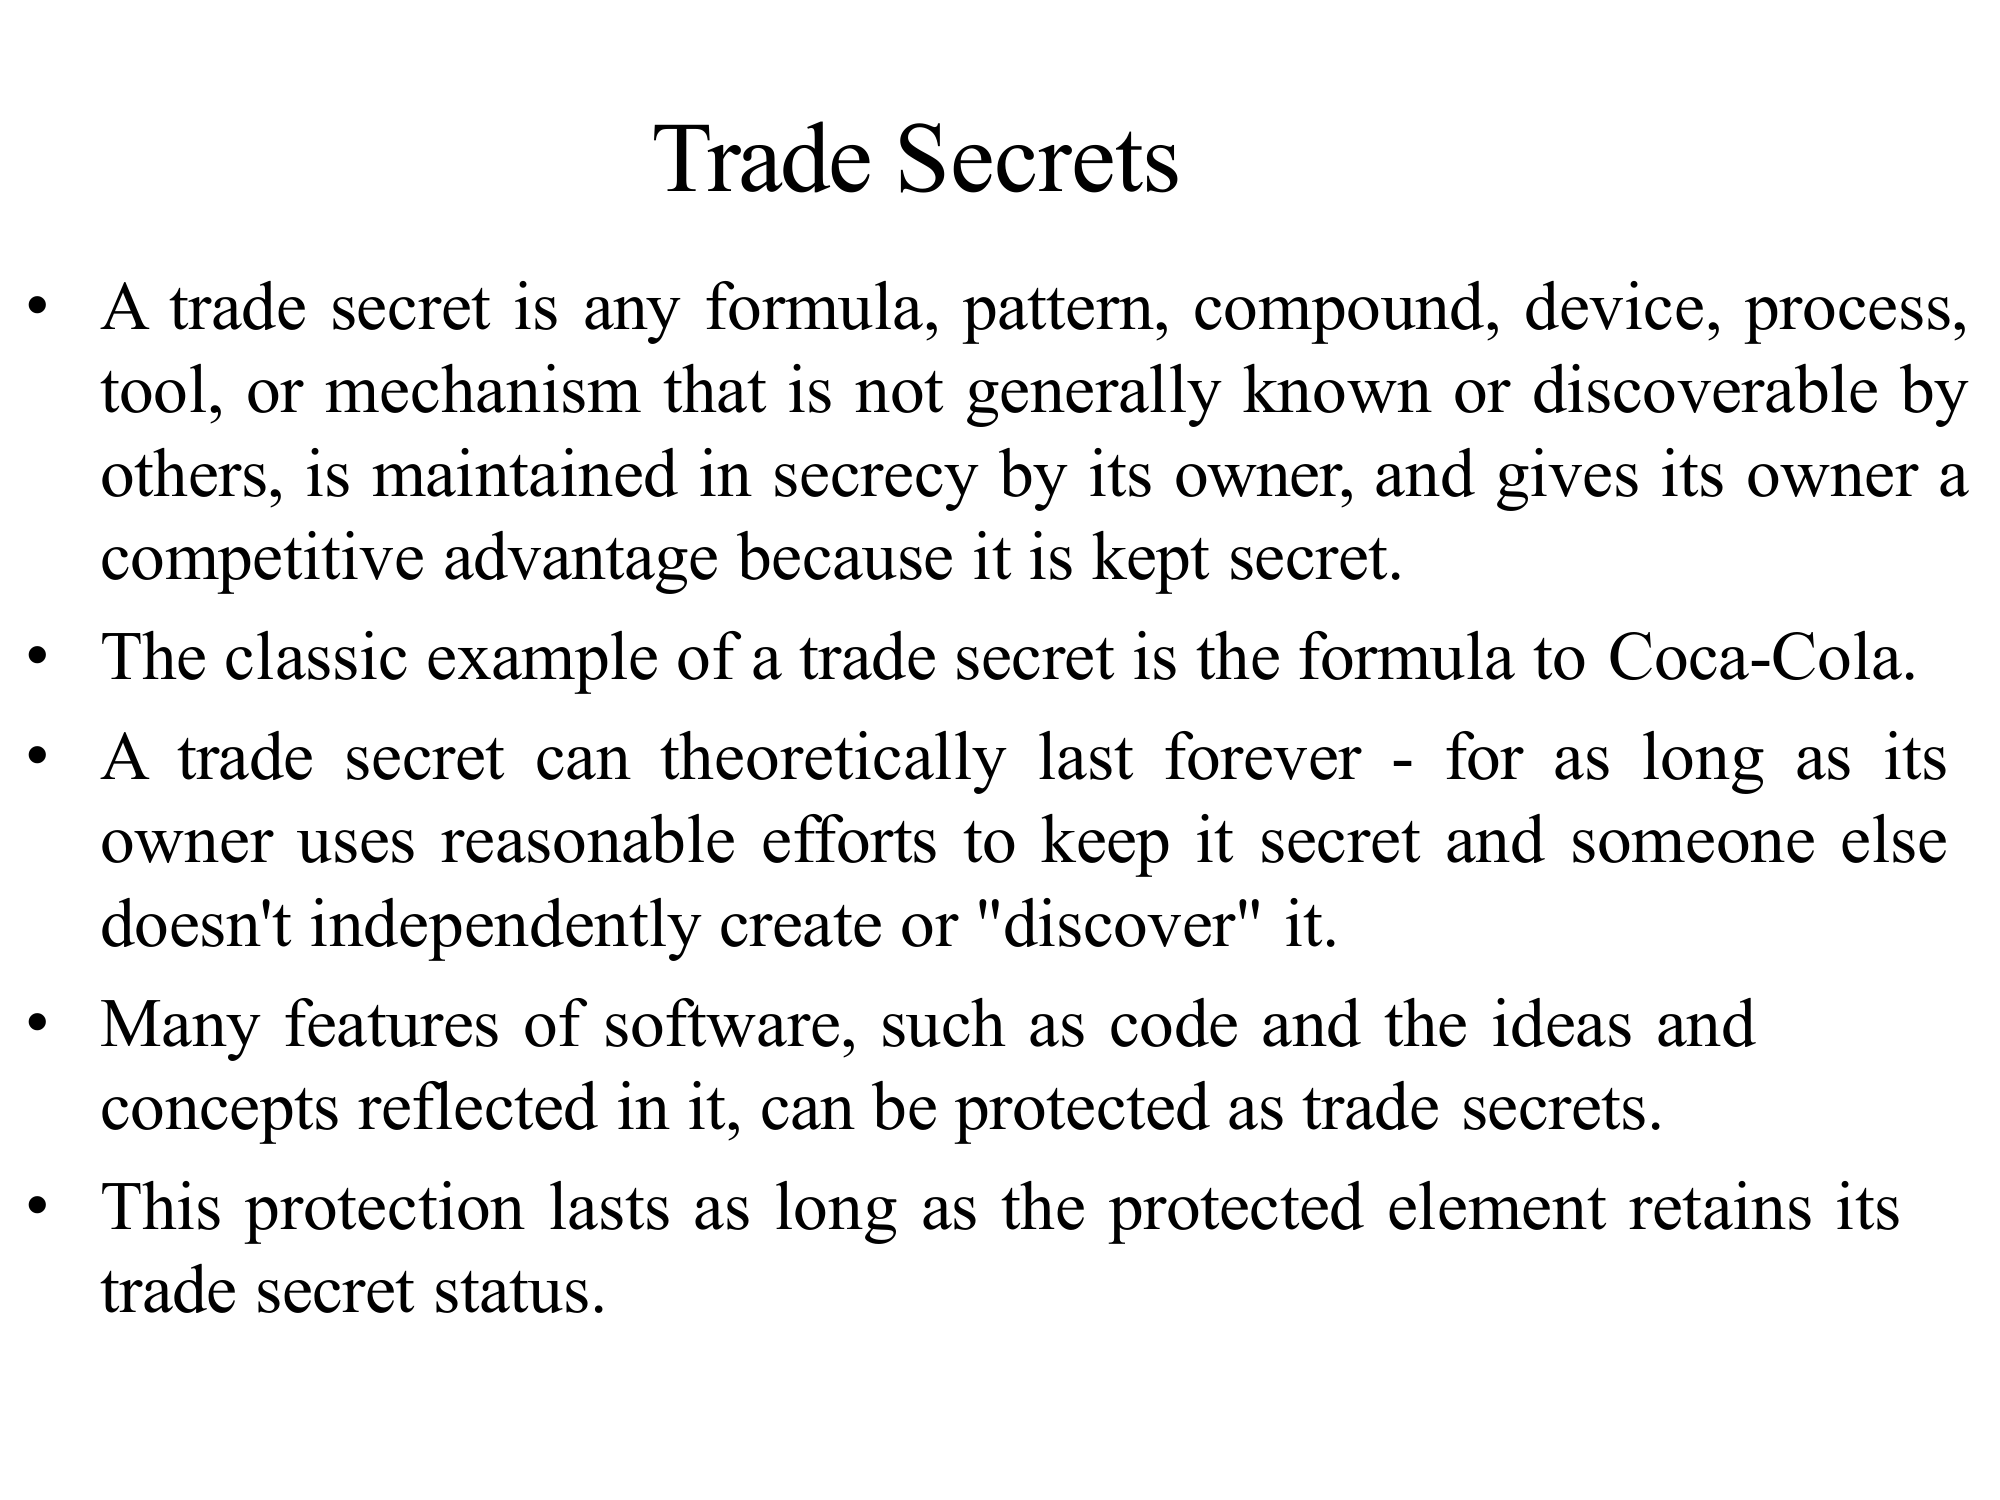 Trade Secrets
• A trade secret is any formula, pattern, compound, device, process,
tool, or mechanism that is not generally known or discoverable by
others, is maintained in secrecy by its owner, and gives its owner a
competitive advantage because it is kept secret.
• The classic example of a trade secret is the formula to Coca-Cola.
• A trade secret can theoretically last forever - for as long as its
owner uses reasonable efforts to keep it secret and someone else
doesn't independently create or "discover" it.
• Many features of software, such as code and the ideas and
concepts reflected in it, can be protected as trade secrets.
• This protection lasts as long as the protected element retains its
trade secret status.